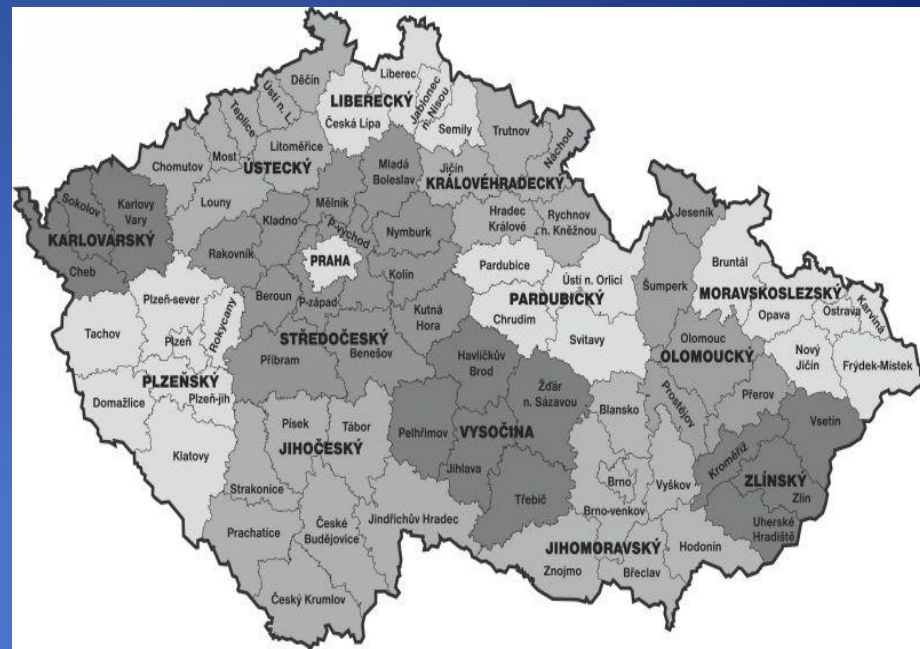 Děčín
Liberec
Ústí n. L.
Teplice
LIBERECKÝ
Jablonec
n. Nisou
Česká Lípa
Semily
Trutnov
Náchod
Litoměřice
Most
Chomutov
ÚSTECKÝ
Mladá
Boleslav
Jičín
KRÁLOVÉHRADECKÝ
Louny
Mělník
Kladno
P-východ
Nymburk
Hradec
Králové
Rychnov
n. Kněžnou
Jeseník
Sokolov
Karlovy
Vary
KARLOVARSKÝ
Cheb
Rakovník
PRAHA
Kolín
Pardubice
Ústí n. Orlicí
Bruntál
Šumperk
MORAVSKOSLEZSKÝ
Plzeň-sever
Rokycany
Beroun
P-západ
Kutná
Hora
PARDUBICKÝ
Chrudim
Opava
Ostrava
Karviná
Tachov
Plzeň
STŘEDOČESKÝ
Příbram
Benešov
Havlíčkův
Brod
Svitavy
Olomouc
OLOMOUCKÝ
Nový
Jičín
Frýdek-Místek
PLZEŇSKÝ
Domažlice
Plzeň-jih
Žďár
n. Sázavou
Prostějov
Přerov
Vsetín
Písek
Tábor
JIHOČESKÝ
Pelhřimov
VYSOČINA
Blansko
Klatovy
Jihlava
Kroměříž
ZLÍNSKÝ
Strakonice
Třebíč
Brno
Vyškov
Zlín
Brno-venkov
Prachatice
České
Budějovice
Jindřichův Hradec
Uherské
Hradiště
JIHOMORAVSKÝ
Hodonín
Znojmo
Břeclav
Český Krumlov